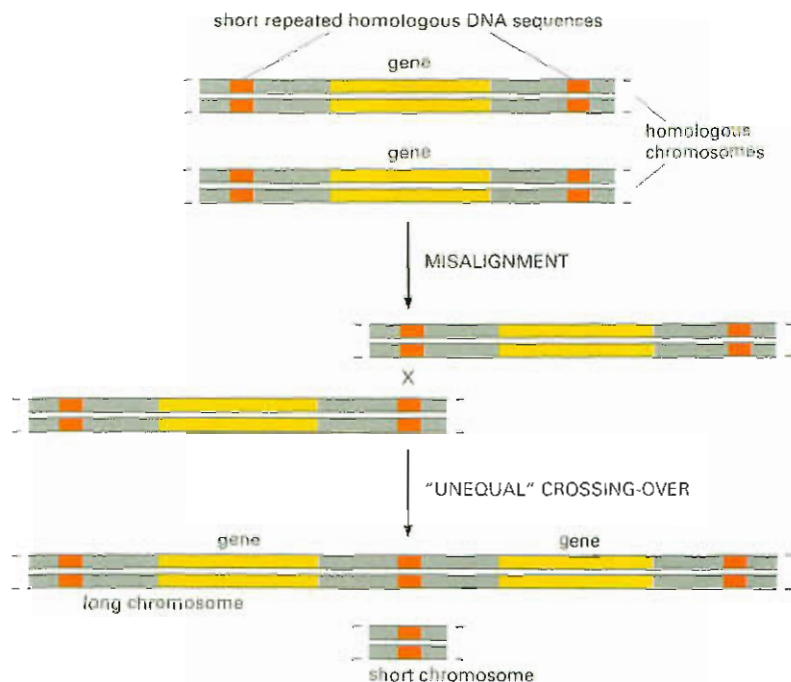 short repeated homologous DNA sequences
gene
homologous
chromosomes
gene
MISALIGNMENT
X
"UNEQUAL" CROSSING-OVER
gene gene
long chromosome
short chromosome